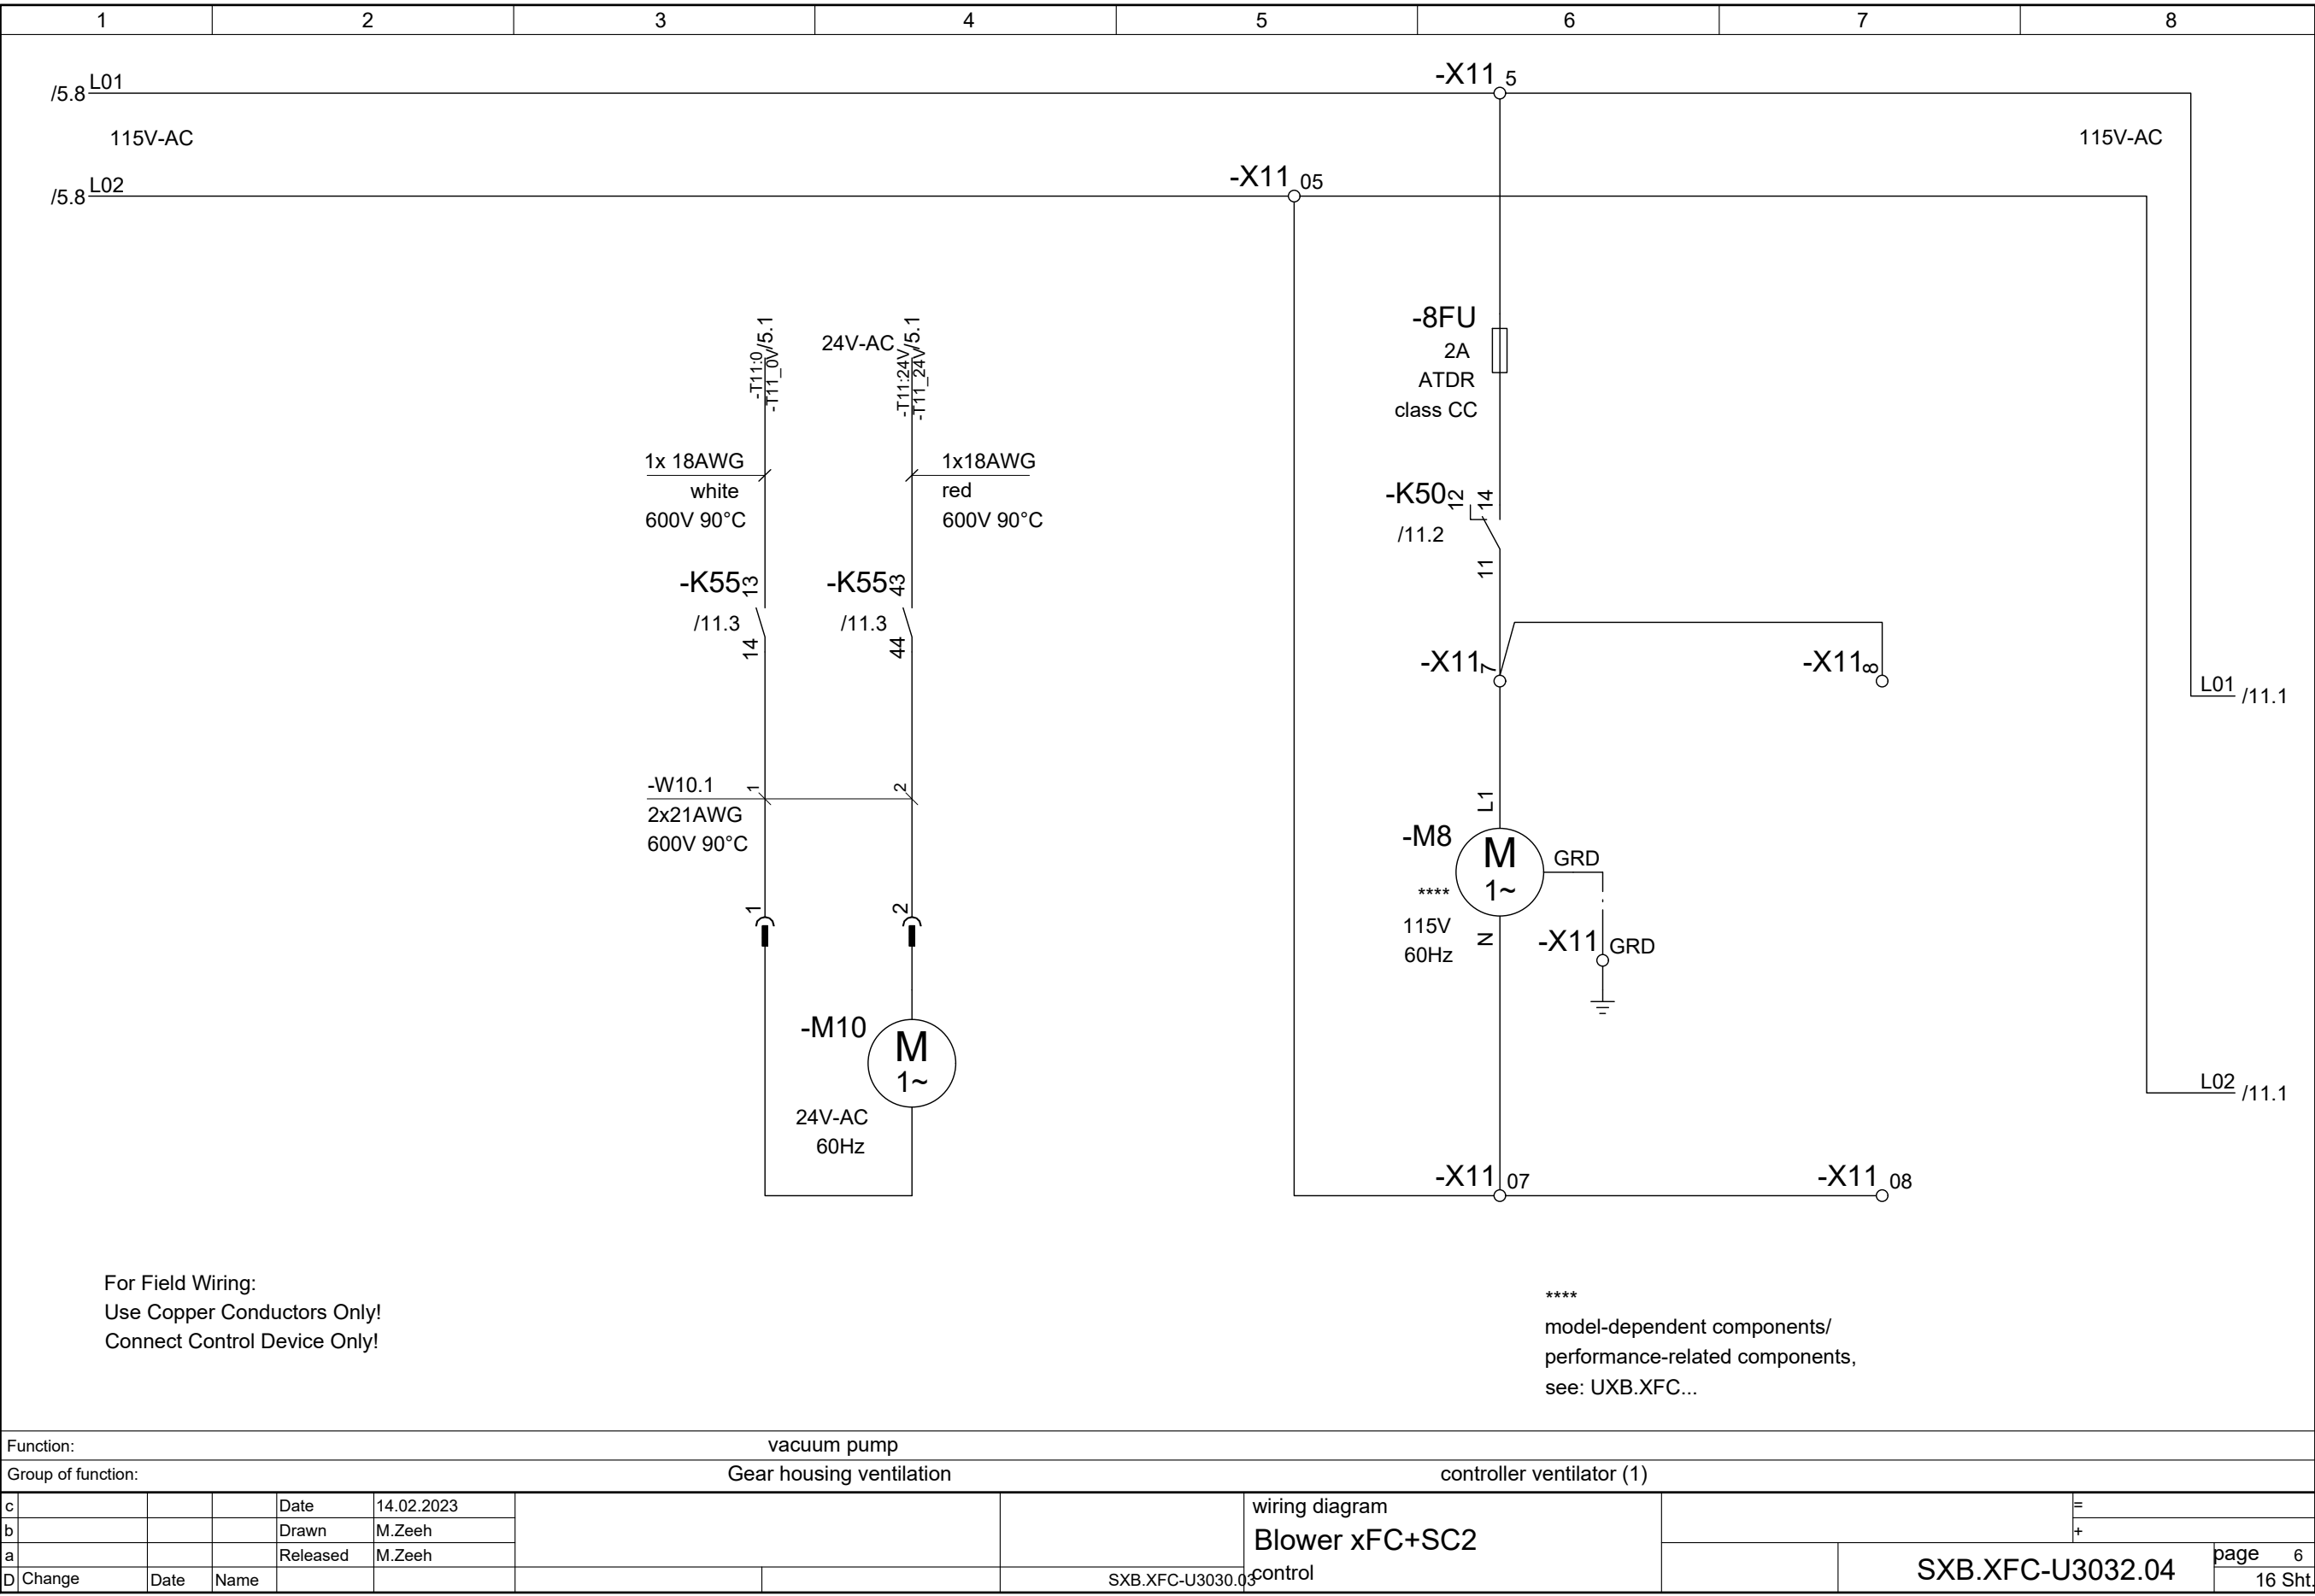 1 2 3 4 5 6 7 8
-X11 5
/5.8 L01
115V-AC 115V-AC
-X11 05
/5.8 L02
-T11:0 /5.1
-T11_0V
24V-AC
-T11:24V /5.1
-T11_24V
-8FU
2A
ATDR
class CC
1x 18AWG
white
600V 90°C
1x18AWG
red
600V 90°C
-K50 12 14
/11.2
11
-K55 13
/11.3
14
-K55 43
/11.3
44
-X11 7
-X11 8
L01 /11.1
-W10.1 1 2
2x21AWG
600V 90°C
L1
-M8
M
1~
GRD
****
115V
60Hz
N
-X11 GRD
1 2
-M10
M
1~
24V-AC
60Hz
L02 /11.1
-X11 07
-X11 08
For Field Wiring:
Use Copper Conductors Only!
Connect Control Device Only!
****
model-dependent components/
performance-related components,
see: UXB.XFC...
Function: vacuum pump
Group of function: Gear housing ventilation controller ventilator (1)
c Date 14.02.2023
b Drawn M.Zeeh
a Released M.Zeeh
D Change Date Name
SXB.XFC-U3030.03
wiring diagram
Blower xFC+SC2
control
=
+
SXB.XFC-U3032.04
page 6
16 Sht.